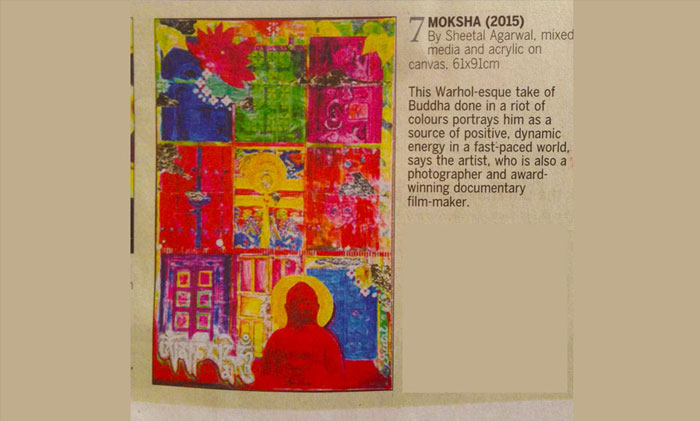 7 MOKSHA (2015)
By Sheetal Agarwal, mixed
media and acrylic on
canvas, 61x91cm
This Warhol-esque take of
Buddha done in a riot of
colours portrays him as a
source of positive, dynamic
energy in a fast-paced world,
says the artist, who is also a
photographer and award-
winning documentary
film-maker.